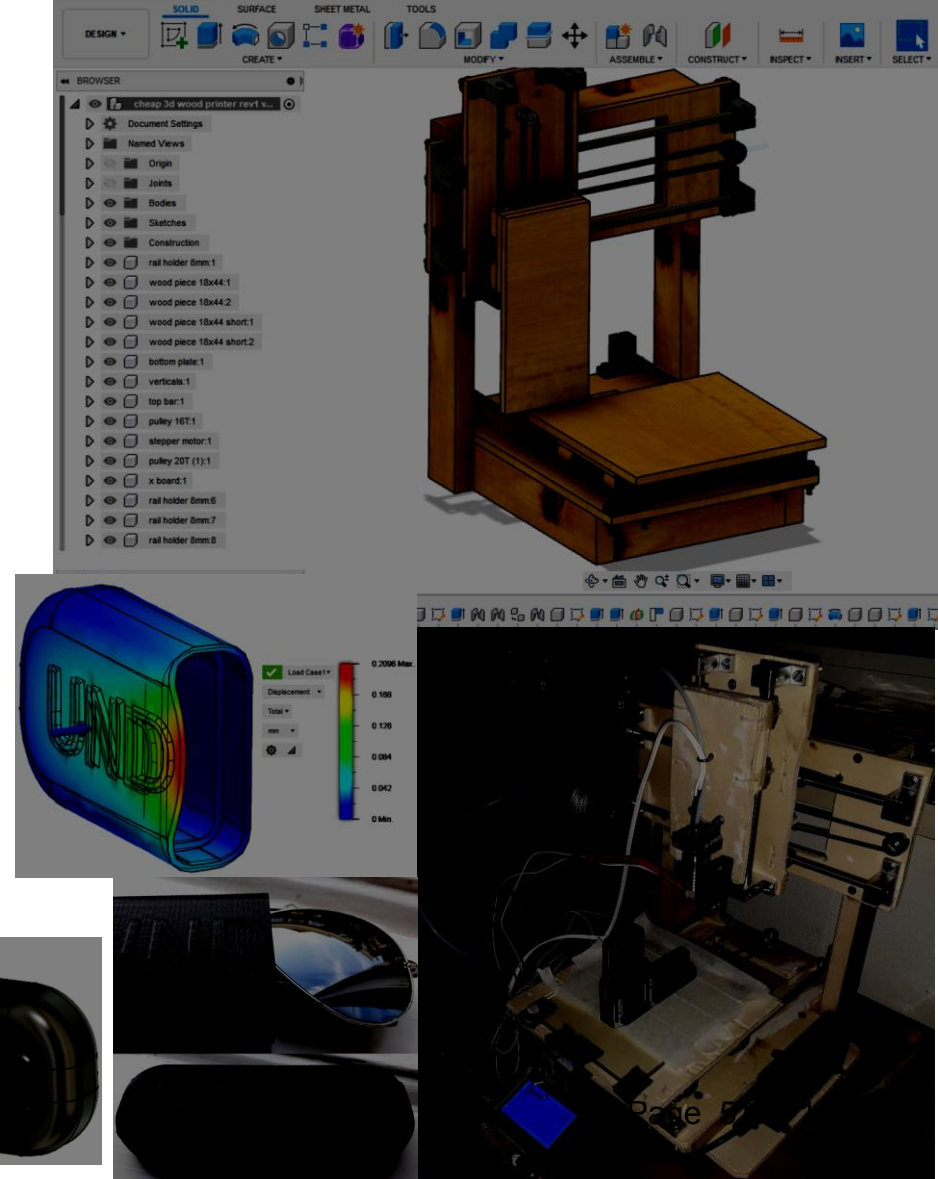 SOLID SURFACE SHEET METAL TOOLS
DESIGN
CREATE MODIFY ASSEMBLE CONSTRUCT INSPECT INSERT SELECT
BROWSER
cheap 3d wood printer rev1 v...
Document Settings
Named Views
Origin
Joints
Bodies
Sketches
Construction
rail holder 8mm:1
wood piece 18x44:1
wood piece 18x44:2
wood piece 18x44 short:1
wood piece 18x44 short:2
bottom plate:1
verticals:1
top bar:1
pulley 16T:1
stepper motor:1
pulley 20T (1):1
x board:1
rail holder 8mm:6
rail holder 8mm:7
rail holder 8mm:8
UND
Load Case1
Displacement
Total
mm
0.2096 Max.
0.168
0.126
0.084
0.042
0 Min.
Page 5